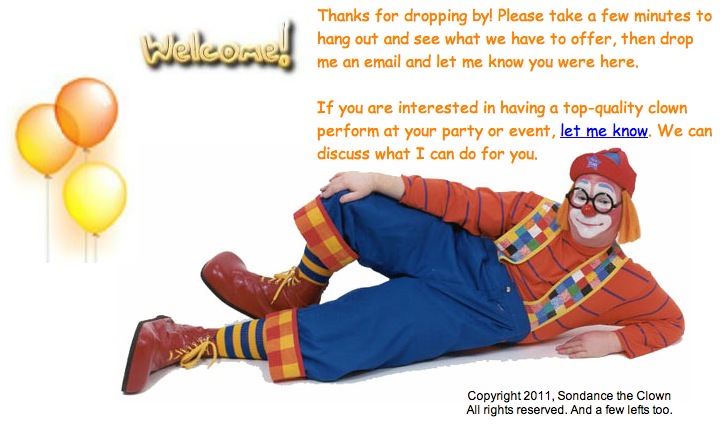 Welcome!
Thanks for dropping by! Please take a few minutes to
hang out and see what we have to offer, then drop
me an email and let me know you were here.
If you are interested in having a top-quality clown
perform at your party or event, let me know. We can
discuss what I can do for you.
Copyright 2011, Sondance the Clown
All rights reserved. And a few lefts too.